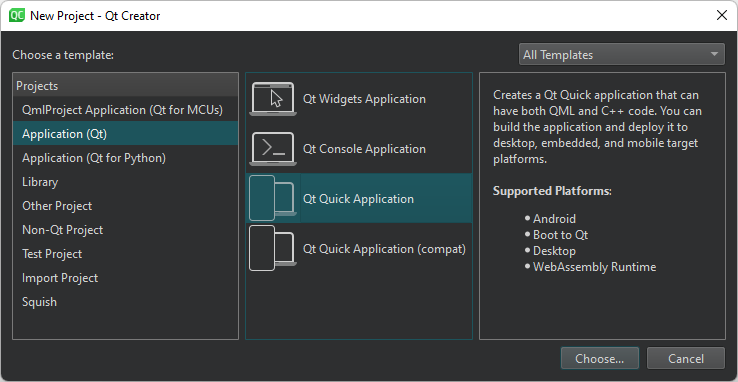 QC New Project - Qt Creator
Choose a template:
All Templates
Projects
QmlProject Application (Qt for MCUs)
Application (Qt)
Application (Qt for Python)
Library
Other Project
Non-Qt Project
Test Project
Import Project
Squish
Qt Widgets Application
Qt Console Application
Qt Quick Application
Qt Quick Application (compat)
Creates a Qt Quick application that can
have both QML and C++ code. You can
build the application and deploy it to
desktop, embedded, and mobile target
platforms.
Supported Platforms:
• Android
• Boot to Qt
• Desktop
• WebAssembly Runtime
Choose...
Cancel